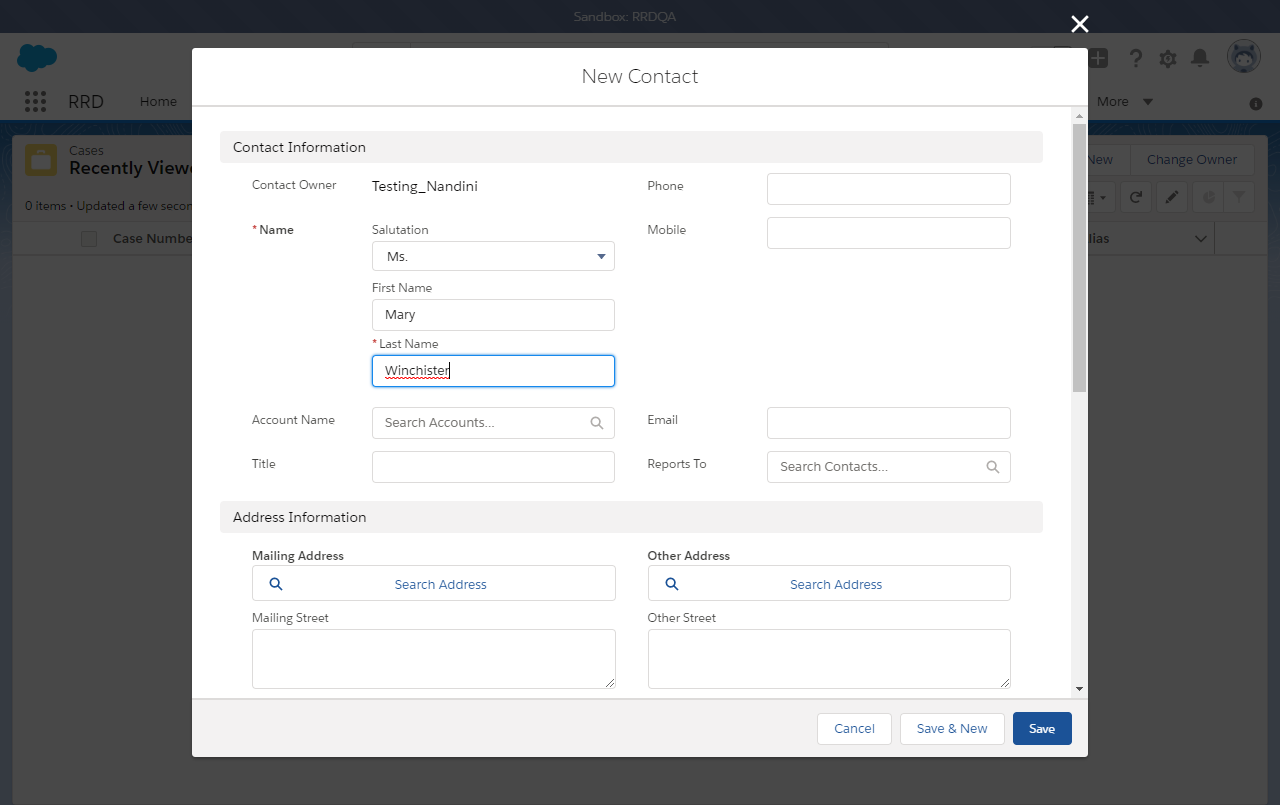 Sandbox: RRDQA
New Contact
RRD
Home
More
Cases
Recently View
New
Change Owner
0 items • Updated a few secon
Case Numbe
lias
Contact Information
Contact Owner
Testing_Nandini
Phone
*Name
Salutation
Mobile
Ms.
First Name
Mary
*Last Name
Winchister
Account Name
Search Accounts...
Email
Title
Reports To
Search Contacts...
Address Information
Mailing Address
Other Address
Search Address
Search Address
Mailing Street
Other Street
Cancel
Save & New
Save